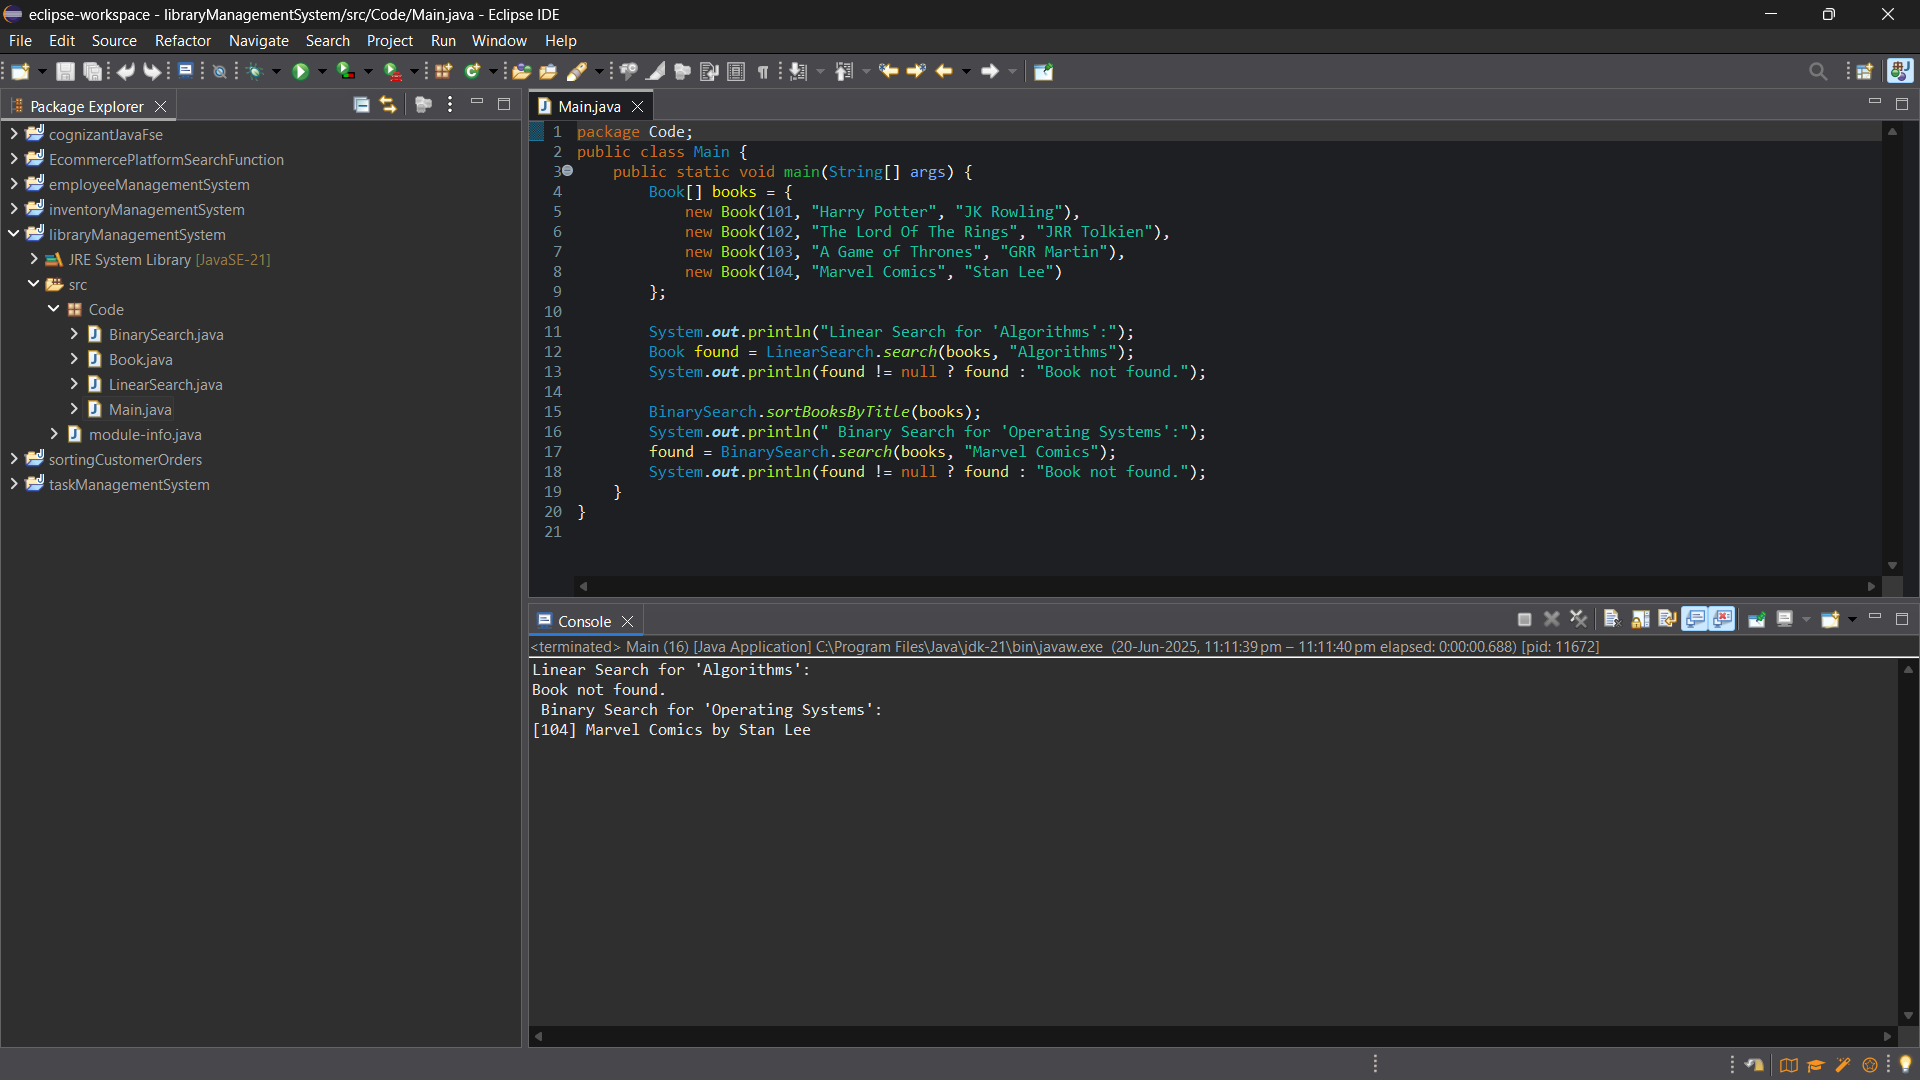 eclipse-workspace - libraryManagementSystem/src/Code/Main.java - Eclipse IDE
File Edit Source Refactor Navigate Search Project Run Window Help
Package Explorer
cognizantJavaFse
EcommercePlatformSearchFunction
employeeManagementSystem
inventoryManagementSystem
libraryManagementSystem
JRE System Library [JavaSE-21]
src
Code
BinarySearch.java
Book.java
LinearSearch.java
Main.java
module-info.java
sortingCustomerOrders
taskManagementSystem
Main.java
1 package Code;
2 public class Main {
3 public static void main(String[] args) {
4 Book[] books = {
5 new Book(101, "Harry Potter", "JK Rowling"),
6 new Book(102, "The Lord Of The Rings", "JRR Tolkien"),
7 new Book(103, "A Game of Thrones", "GRR Martin"),
8 new Book(104, "Marvel Comics", "Stan Lee")
9 };
10
11 System.out.println("Linear Search for 'Algorithms':");
12 Book found = LinearSearch.search(books, "Algorithms");
13 System.out.println(found != null ? found : "Book not found.");
14
15 BinarySearch.sortBooksByTitle(books);
16 System.out.println(" Binary Search for 'Operating Systems':");
17 found = BinarySearch.search(books, "Marvel Comics");
18 System.out.println(found != null ? found : "Book not found.");
19 }
20 }
21
Console
<terminated> Main (16) [Java Application] C:\Program Files\Java\jdk-21\bin\javaw.exe (20-Jun-2025, 11:11:39 pm – 11:11:40 pm elapsed: 0:00:00.688) [pid: 11672]
Linear Search for 'Algorithms':
Book not found.
Binary Search for 'Operating Systems':
[104] Marvel Comics by Stan Lee